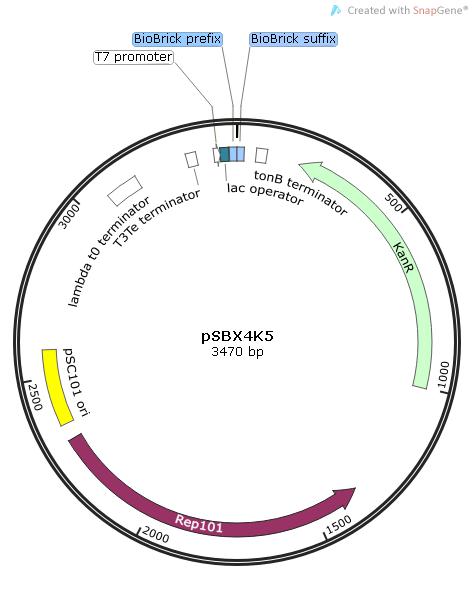 Created with SnapGene®
BioBrick prefix
BioBrick suffix
T7 promoter
tonB terminator
lac operator
T3Te terminator
lambda t0 terminator
500
3000
KanR
pSBX4K5
3470 bp
pSC101 ori
1000
2500
Rep101
2000
1500